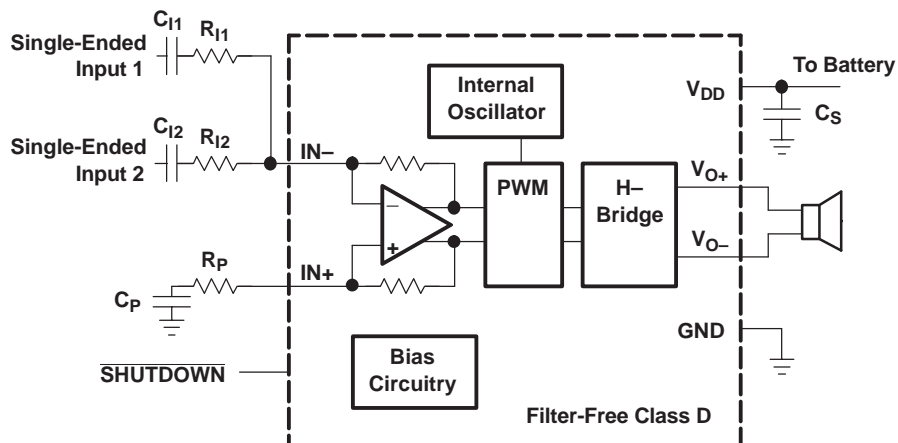 C_I1
R_I1
Single-Ended
Input 1
C_I2
R_I2
Single-Ended
Input 2
IN–
Internal
Oscillator
V_DD
To Battery
C_S
PWM
H–
Bridge
V_O+
V_O–
–
+
R_P
IN+
C_P
SHUTDOWN
Bias
Circuitry
GND
Filter-Free Class D